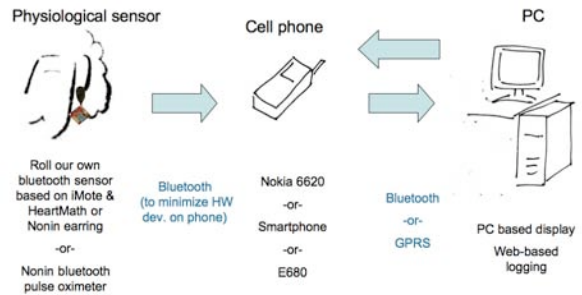 Physiological sensor
Cell phone
PC
Roll our own
bluetooth sensor
based on iMote &
HeartMath or
Nonin earring
-or-
Nonin bluetooth
pulse oximeter
Bluetooth
(to minimize HW
dev. on phone)
Nokia 6620
-or-
Smartphone
-or-
E680
Bluetooth
-or-
GPRS
PC based display
Web-based
logging